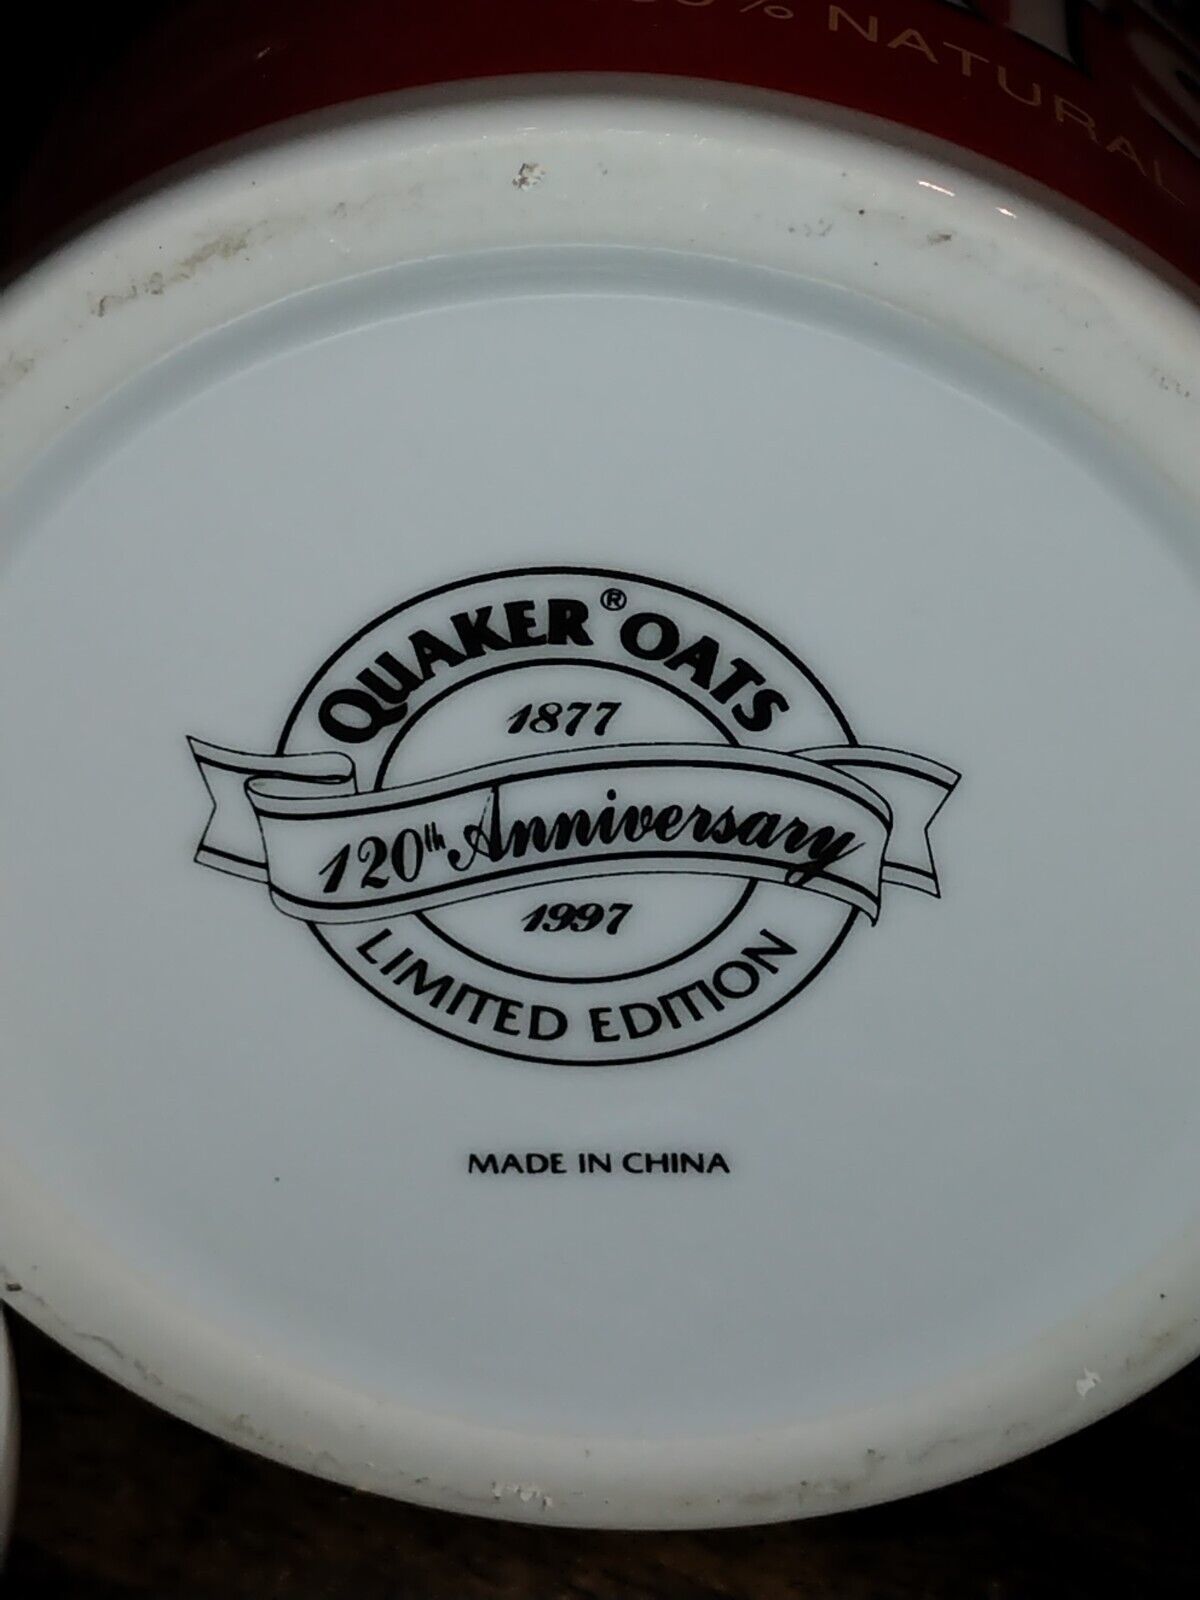 % NATURAL
QUAKER® OATS
1877
120th Anniversary
1997
LIMITED EDITION
MADE IN CHINA